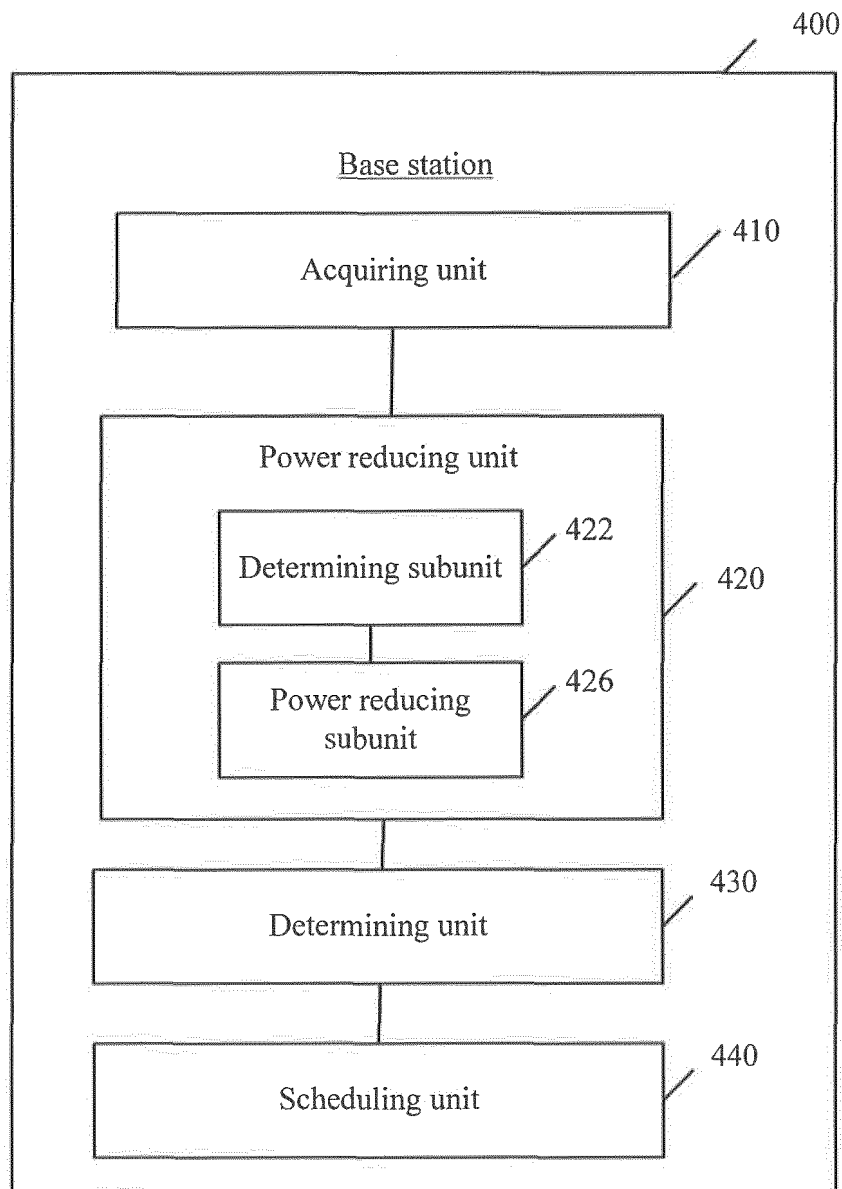 400
Base station
410
Acquiring unit
Power reducing unit
422
Determining subunit
420
426
Power reducing
subunit
430
Determining unit
440
Scheduling unit